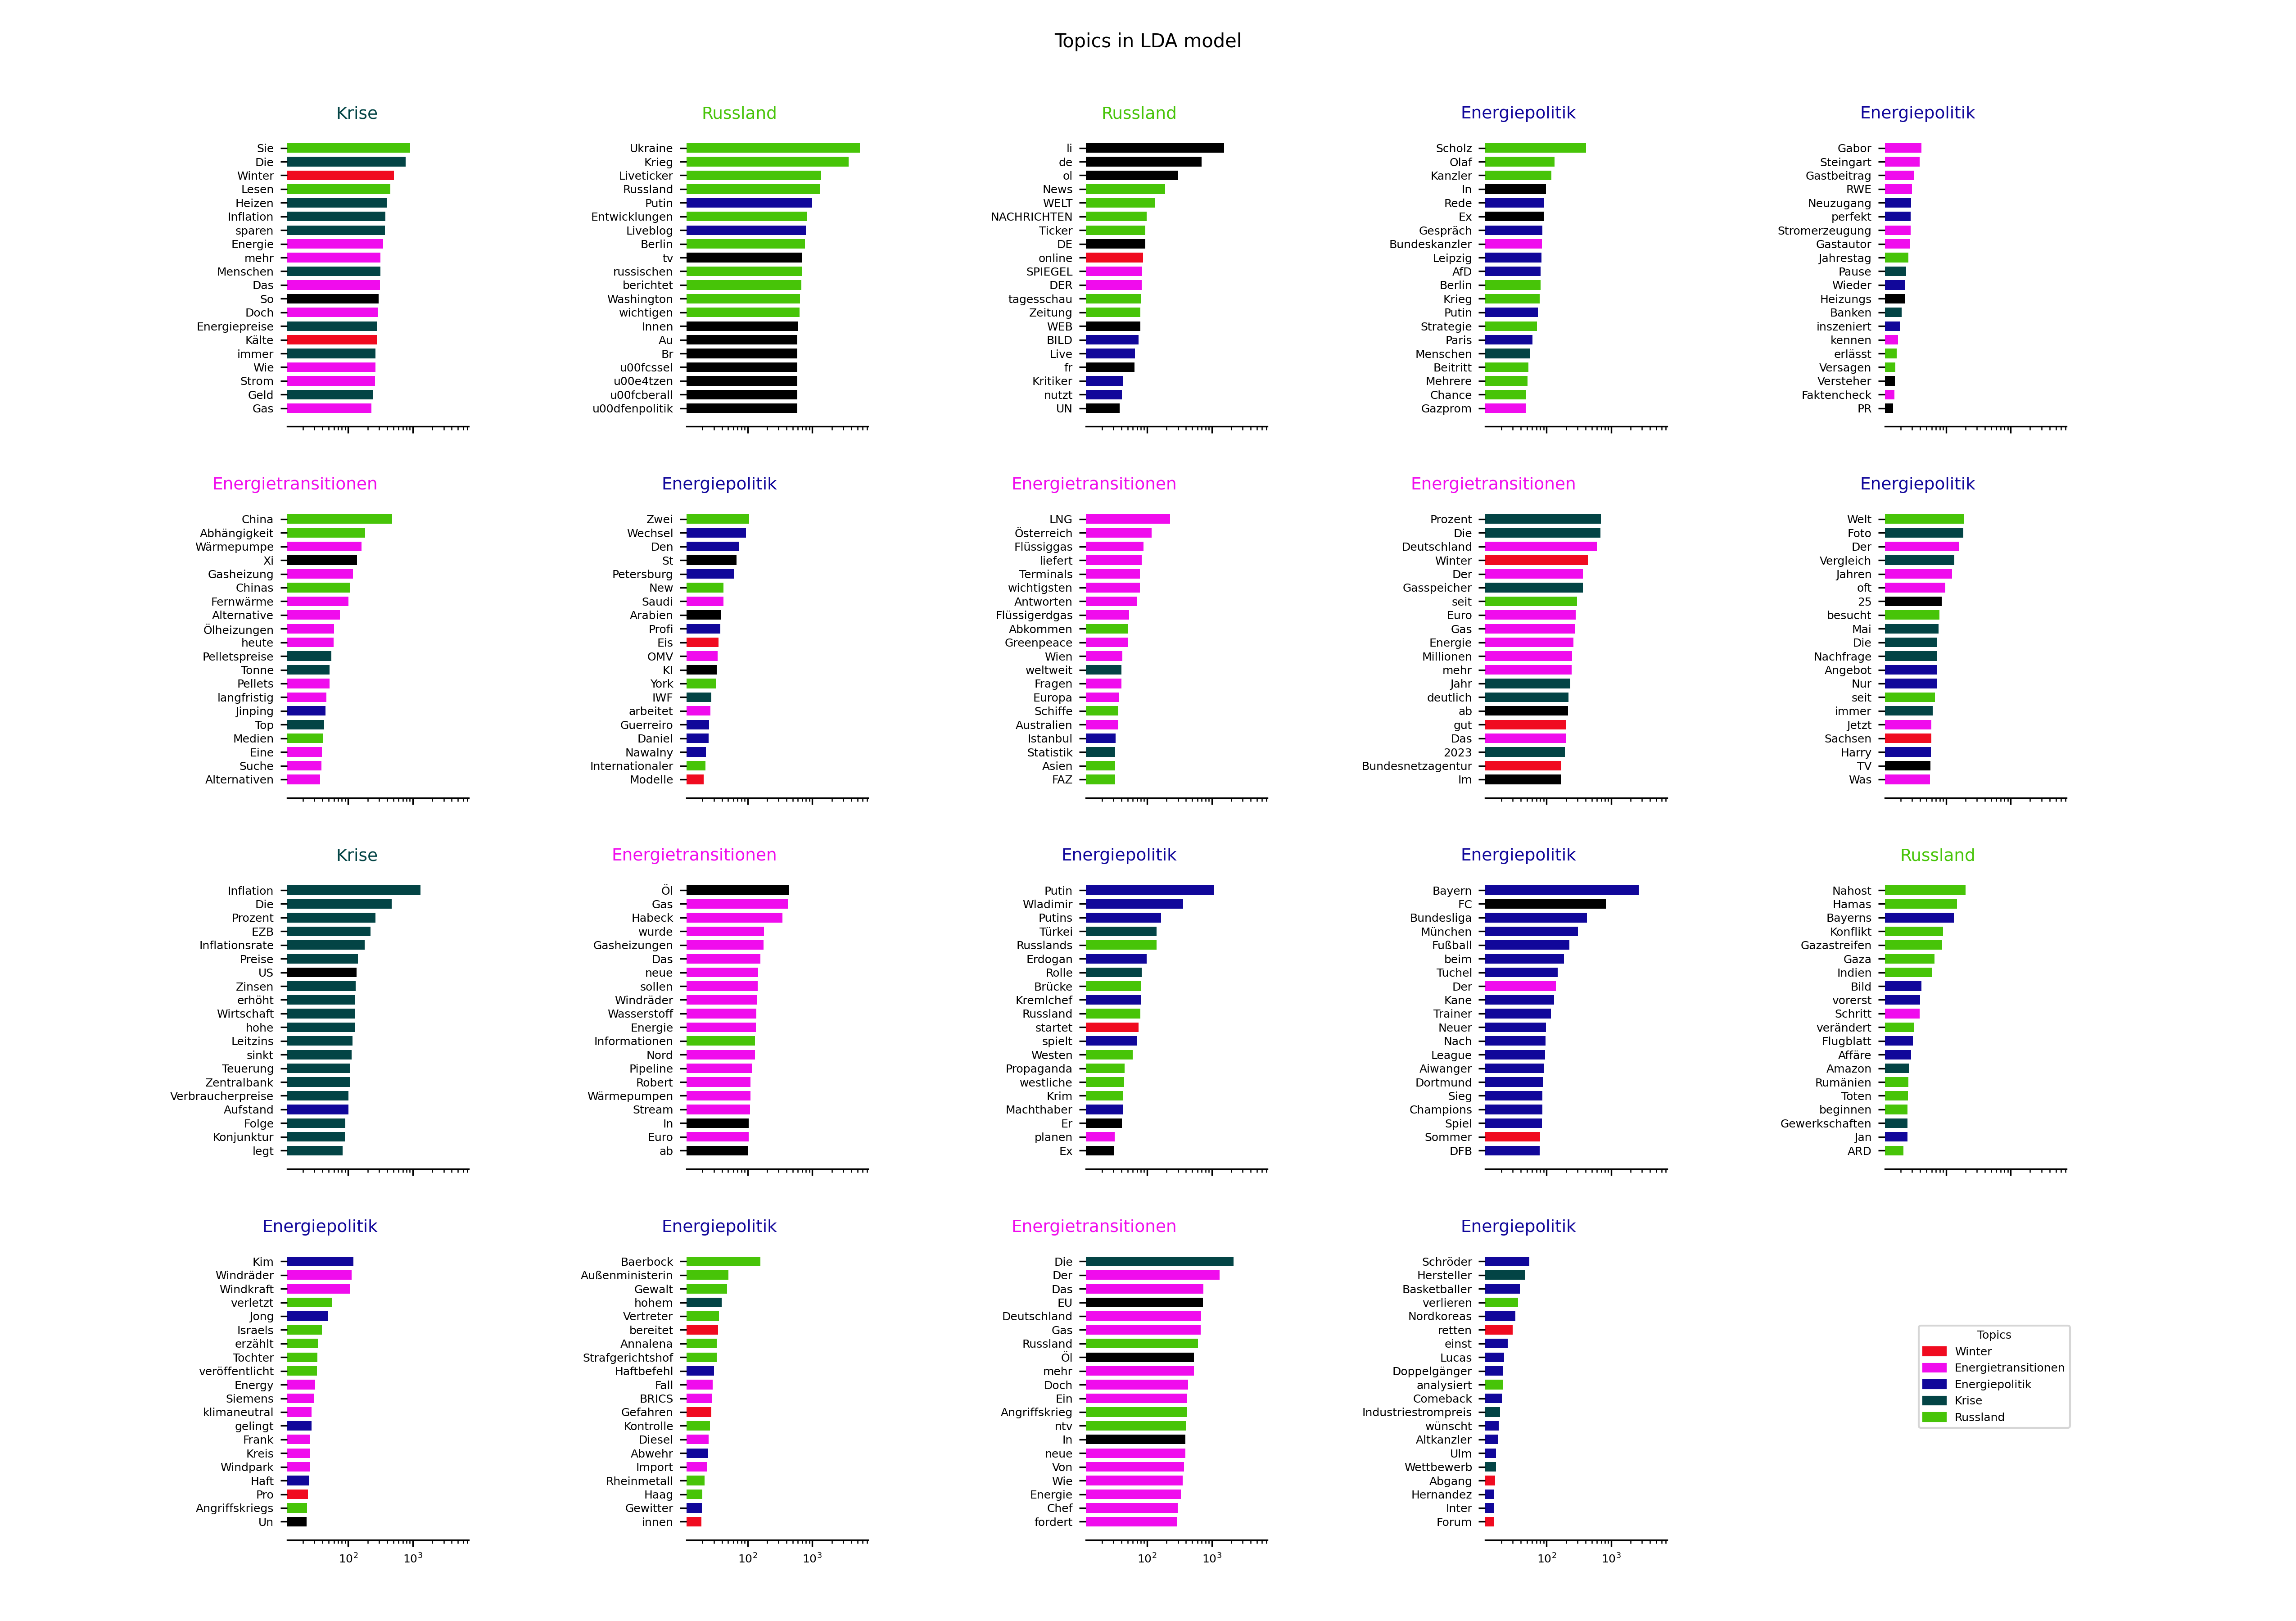 Topics in LDA model
Krise
Sie
Die
Winter
Lesen
Heizen
Inflation
sparen
Energie
mehr
Menschen
Das
So
Doch
Energiepreise
Kälte
immer
Wie
Strom
Geld
Gas
Russland
Ukraine
Krieg
Liveticker
Russland
Putin
Entwicklungen
Liveblog
Berlin
tv
russischen
berichtet
Washington
wichtigen
Innen
Au
Br
u00fcssel
u00e4tzen
u00fcberall
u00dfenpolitik
Russland
li
de
ol
News
WELT
NACHRICHTEN
Ticker
DE
online
SPIEGEL
DER
tagesschau
Zeitung
WEB
BILD
Live
fr
Kritiker
nutzt
UN
Energiepolitik
Scholz
Olaf
Kanzler
In
Rede
Ex
Gespräch
Bundeskanzler
Leipzig
AfD
Berlin
Krieg
Putin
Strategie
Paris
Menschen
Beitritt
Mehrere
Chance
Gazprom
Energiepolitik
Gabor
Steingart
Gastbeitrag
RWE
Neuzugang
perfekt
Stromerzeugung
Gastautor
Jahrestag
Pause
Wieder
Heizungs
Banken
inszeniert
kennen
erlässt
Versagen
Versteher
Faktencheck
PR
Energietransitionen
China
Abhängigkeit
Wärmepumpe
Xi
Gasheizung
Chinas
Fernwärme
Alternative
Ölheizungen
heute
Pelletspreise
Tonne
Pellets
langfristig
Jinping
Top
Medien
Eine
Suche
Alternativen
Energiepolitik
Zwei
Wechsel
Den
St
Petersburg
New
Saudi
Arabien
Profi
Eis
OMV
KI
York
IWF
arbeitet
Guerreiro
Daniel
Nawalny
Internationaler
Modelle
Energietransitionen
LNG
Österreich
Flüssiggas
liefert
Terminals
wichtigsten
Antworten
Flüssigerdgas
Abkommen
Greenpeace
Wien
weltweit
Fragen
Europa
Schiffe
Australien
Istanbul
Statistik
Asien
FAZ
Energietransitionen
Prozent
Die
Deutschland
Winter
Der
Gasspeicher
seit
Euro
Gas
Energie
Millionen
mehr
Jahr
deutlich
ab
gut
Das
2023
Bundesnetzagentur
Im
Energiepolitik
Welt
Foto
Der
Vergleich
Jahren
oft
25
besucht
Mai
Die
Nachfrage
Angebot
Nur
seit
immer
Jetzt
Sachsen
Harry
TV
Was
Krise
Inflation
Die
Prozent
EZB
Inflationsrate
Preise
US
Zinsen
erhöht
Wirtschaft
hohe
Leitzins
sinkt
Teuerung
Zentralbank
Verbraucherpreise
Aufstand
Folge
Konjunktur
legt
Energietransitionen
Öl
Gas
Habeck
wurde
Gasheizungen
Das
neue
sollen
Windräder
Wasserstoff
Energie
Informationen
Nord
Pipeline
Robert
Wärmepumpen
Stream
In
Euro
ab
Energiepolitik
Putin
Wladimir
Putins
Türkei
Russlands
Erdogan
Rolle
Brücke
Kremlchef
Russland
startet
spielt
Westen
Propaganda
westliche
Krim
Machthaber
Er
planen
Ex
Energiepolitik
Bayern
FC
Bundesliga
München
Fußball
beim
Tuchel
Der
Kane
Trainer
Neuer
Nach
League
Aiwanger
Dortmund
Sieg
Champions
Spiel
Sommer
DFB
Russland
Nahost
Hamas
Bayerns
Konflikt
Gazastreifen
Gaza
Indien
Bild
vorerst
Schritt
verändert
Flugblatt
Affäre
Amazon
Rumänien
Toten
beginnen
Gewerkschaften
Jan
ARD
Energiepolitik
Kim
Windräder
Windkraft
verletzt
Jong
Israels
erzählt
Tochter
veröffentlicht
Energy
Siemens
klimaneutral
gelingt
Frank
Kreis
Windpark
Haft
Pro
Angriffskriegs
Un
10²
10³
Energiepolitik
Baerbock
Außenministerin
Gewalt
hohem
Vertreter
bereitet
Annalena
Strafgerichtshof
Haftbefehl
Fall
BRICS
Gefahren
Kontrolle
Diesel
Abwehr
Import
Rheinmetall
Haag
Gewitter
innen
10²
10³
Energietransitionen
Die
Der
Das
EU
Deutschland
Gas
Russland
Öl
mehr
Doch
Ein
Angriffskrieg
ntv
In
neue
Von
Wie
Energie
Chef
fordert
10²
10³
Energiepolitik
Schröder
Hersteller
Basketballer
verlieren
Nordkoreas
retten
einst
Lucas
Doppelgänger
analysiert
Comeback
Industriestrompreis
wünscht
Altkanzler
Ulm
Wettbewerb
Abgang
Hernandez
Inter
Forum
10²
10³
Topics
Winter
Energietransitionen
Energiepolitik
Krise
Russland